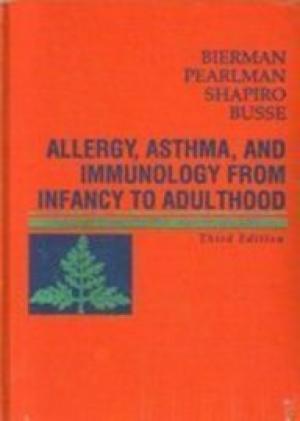 BIERMAN
PEARLMAN
SHAPIRO
BUSSE
ALLERGY, ASTHMA, AND
IMMUNOLOGY FROM
INFANCY TO ADULTHOOD
Third Edition